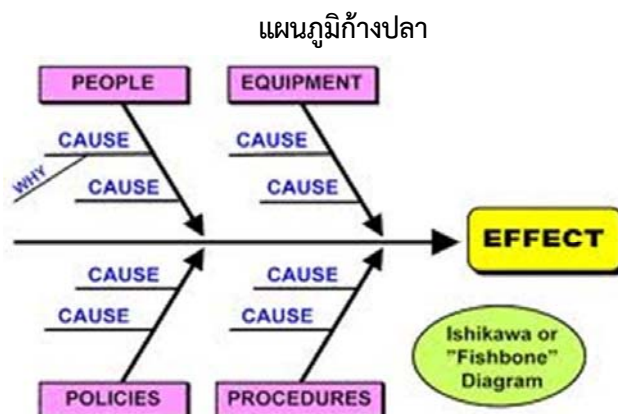 แผนภูมิก้างปลา
PEOPLE
EQUIPMENT
CAUSE
CAUSE
WHY
CAUSE
CAUSE
EFFECT
CAUSE
CAUSE
CAUSE
CAUSE
Ishikawa or
"Fishbone"
Diagram
POLICIES
PROCEDURES